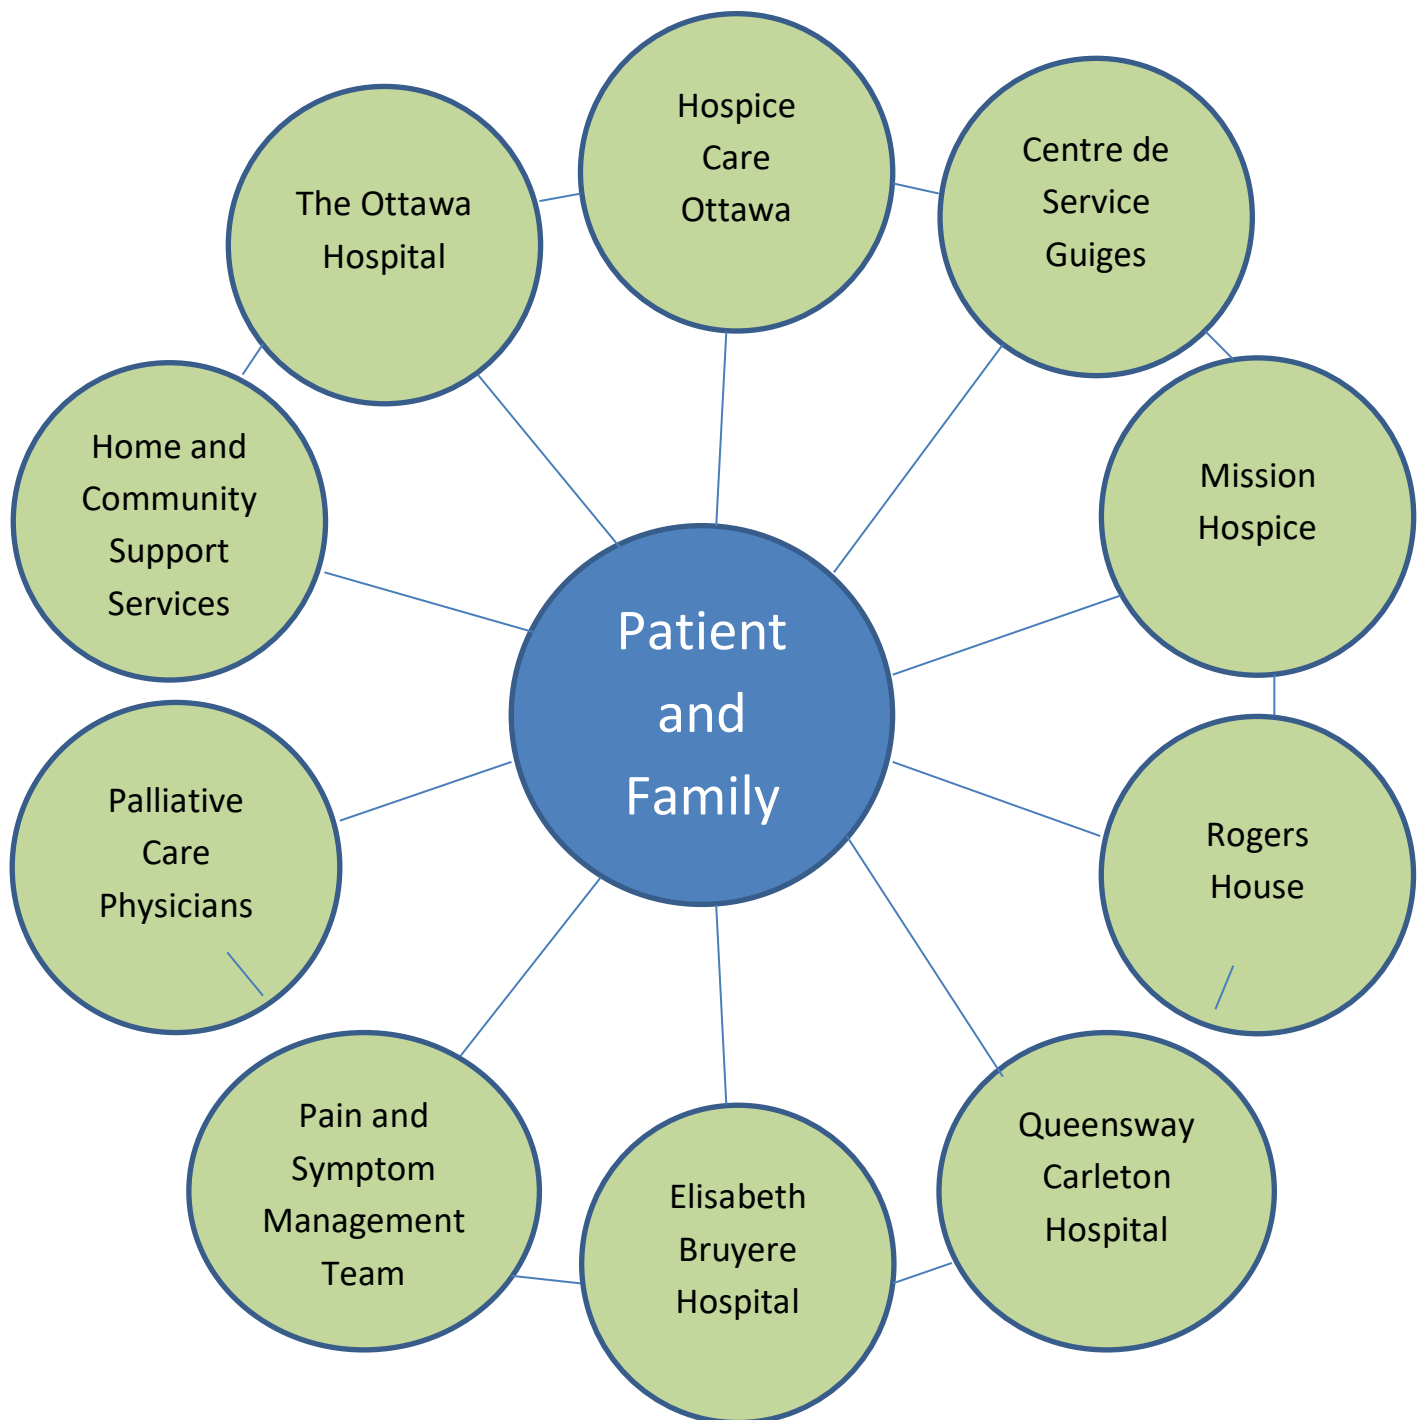 Hospice
Care
Ottawa
Centre de
Service
Guiges
Mission
Hospice
Rogers
House
Queensway
Carleton
Hospital
Elisabeth
Bruyere
Hospital
Pain and
Symptom
Management
Team
Palliative
Care
Physicians
Home and
Community
Support
Services
The Ottawa
Hospital
Patient
and
Family